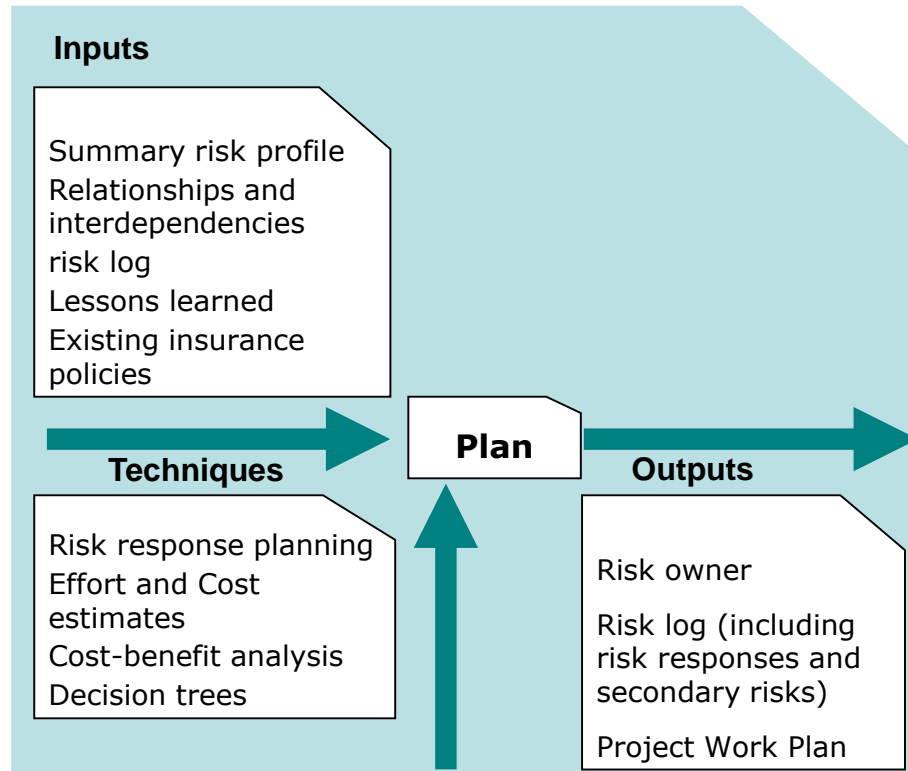 Inputs
Summary risk profile
Relationships and
interdependencies
risk log
Lessons learned
Existing insurance
policies
Plan
Techniques
Outputs
Risk response planning
Effort and Cost
estimates
Cost-benefit analysis
Decision trees
Risk owner
Risk log (including
risk responses and
secondary risks)
Project Work Plan